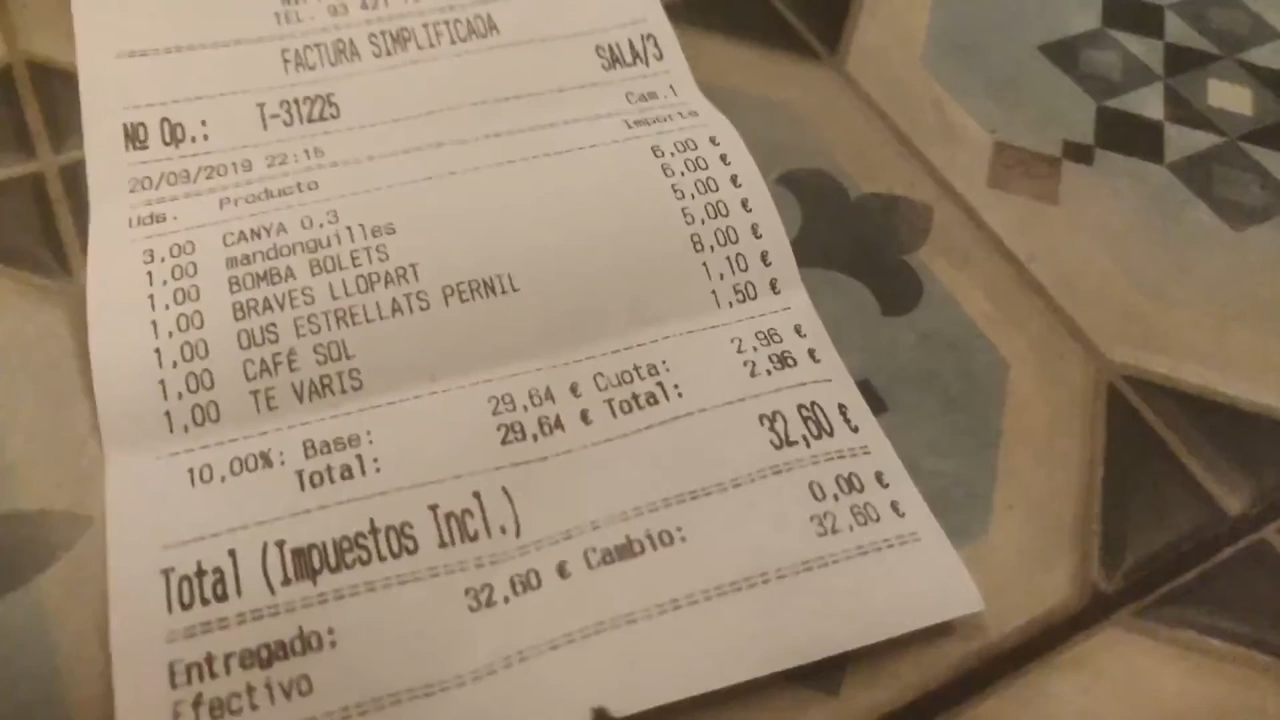 TEL. 93 421
FACTURA SIMPLIFICADA
SALA/3
Nº Op.: T-31225
Cam.1
20/09/2019 22:15
Uds. Producto Importe
3,00 CANYA 0.3 6,00 €
1,00 mandonguilles 6,00 €
1,00 BOMBA BOLETS 5,00 €
1,00 BRAVES LLOPART 5,00 €
1,00 OUS ESTRELLATS PERNIL 8,00 €
1,00 CAFÉ SOL 1,10 €
1,00 TE VARIS 1,50 €
10,00%: Base: 29,64 € Cuota: 2,96 €
Total: 29,64 € Total: 2,96 €
Total (Impuestos Incl.) 32,60 €
Entregado: 32,60 € Cambio: 0,00 €
Efectivo 32,60 €